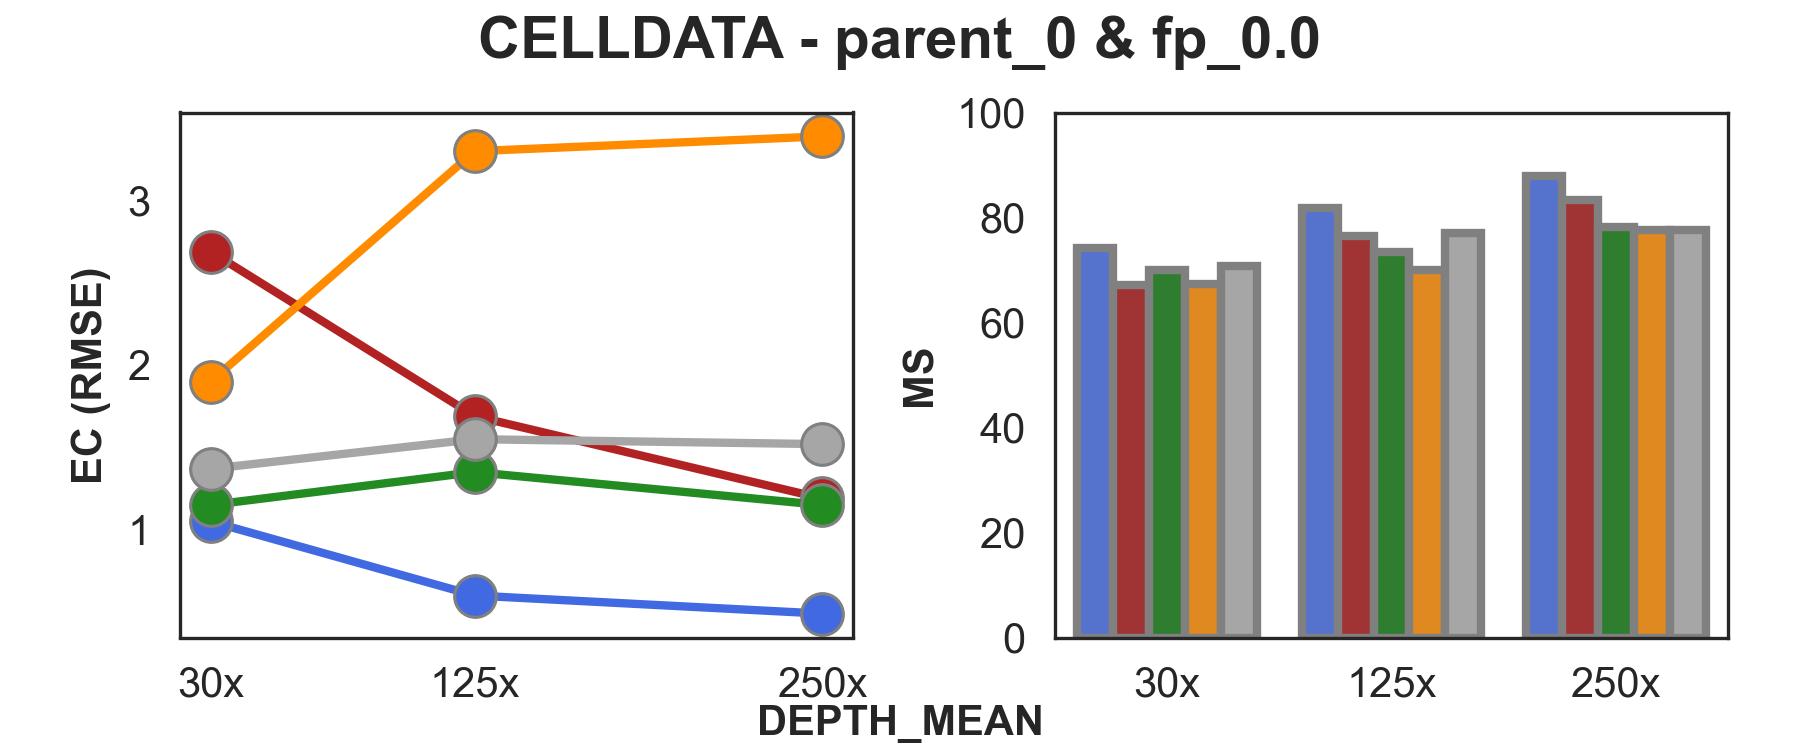 CELLDATA - parent_0 & fp_0.0
EC (RMSE)
3
2
1
30x
125x
250x
MS
100
80
60
40
20
0
30x
125x
250x
DEPTH_MEAN